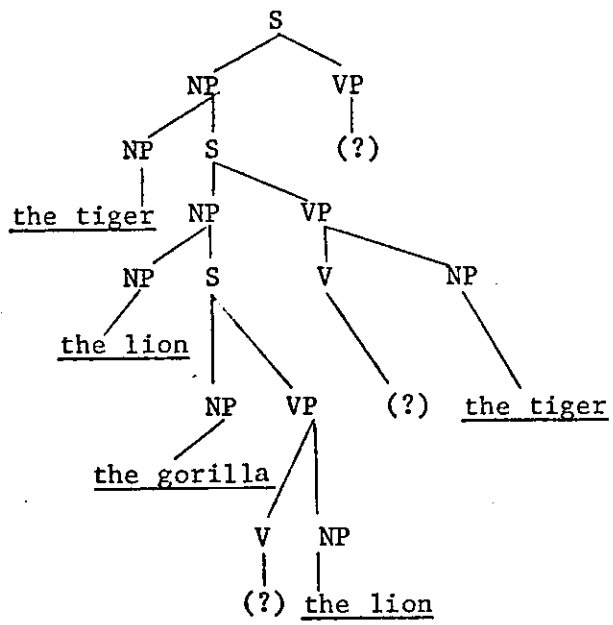 S
NP VP
NP S (?)
the tiger NP VP
NP S V NP
the lion
NP VP (?) the tiger
the gorilla
V NP
(?) the lion